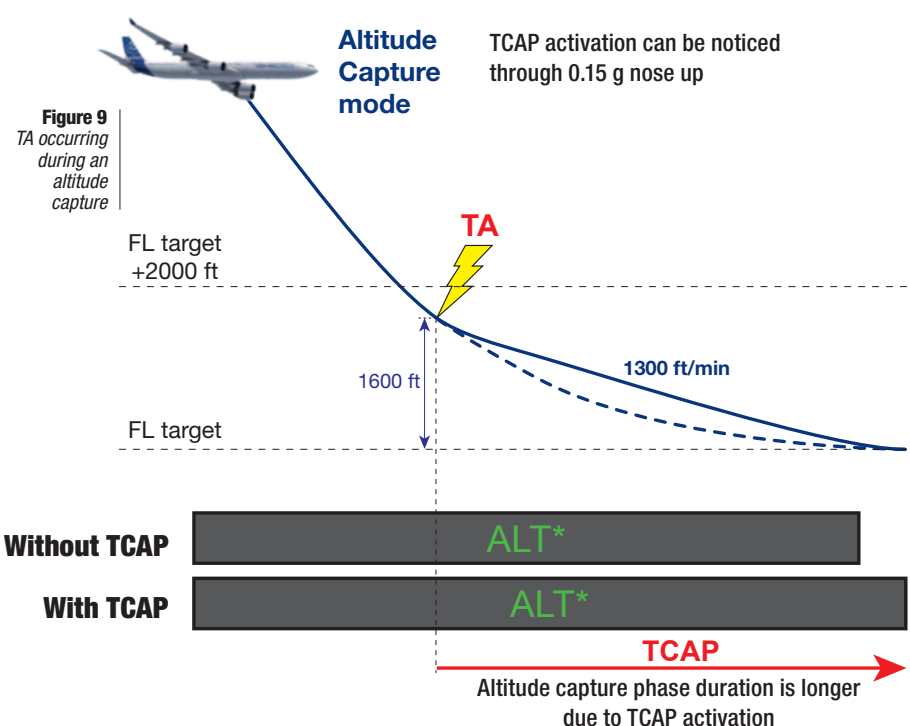 Altitude
Capture
mode
TCAP activation can be noticed
through 0.15 g nose up
Figure 9
TA occurring
during an
altitude
capture
TA
FL target
+2000 ft
1600 ft
1300 ft/min
FL target
Without TCAP
ALT*
With TCAP
ALT*
TCAP
Altitude capture phase duration is longer
due to TCAP activation